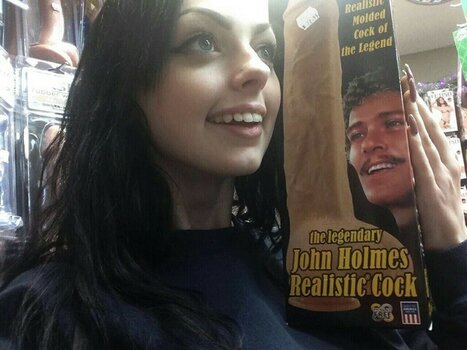 Realistic
Molded
Cock of
the Legend
the legendary
John Holmes
Realistic Cock